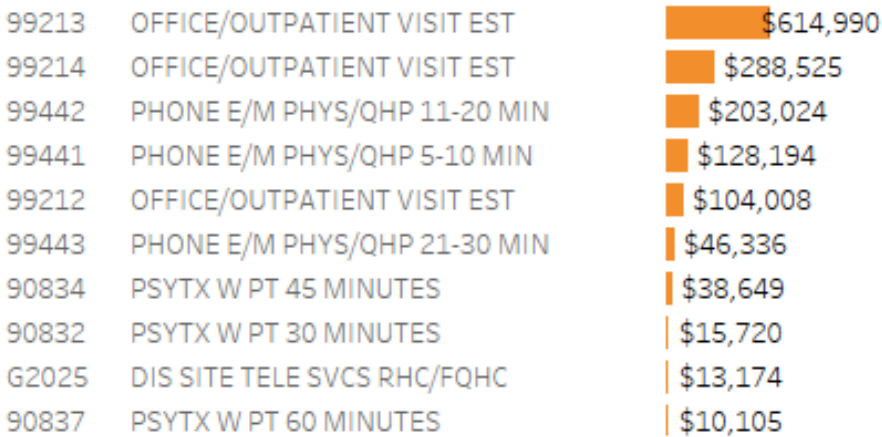 99213 OFFICE/OUTPATIENT VISIT EST $614,990
99214 OFFICE/OUTPATIENT VISIT EST $288,525
99442 PHONE E/M PHYS/QHP 11-20 MIN $203,024
99441 PHONE E/M PHYS/QHP 5-10 MIN $128,194
99212 OFFICE/OUTPATIENT VISIT EST $104,008
99443 PHONE E/M PHYS/QHP 21-30 MIN $46,336
90834 PSYTX W PT 45 MINUTES $38,649
90832 PSYTX W PT 30 MINUTES $15,720
G2025 DIS SITE TELE SVCS RHC/FQHC $13,174
90837 PSYTX W PT 60 MINUTES $10,105